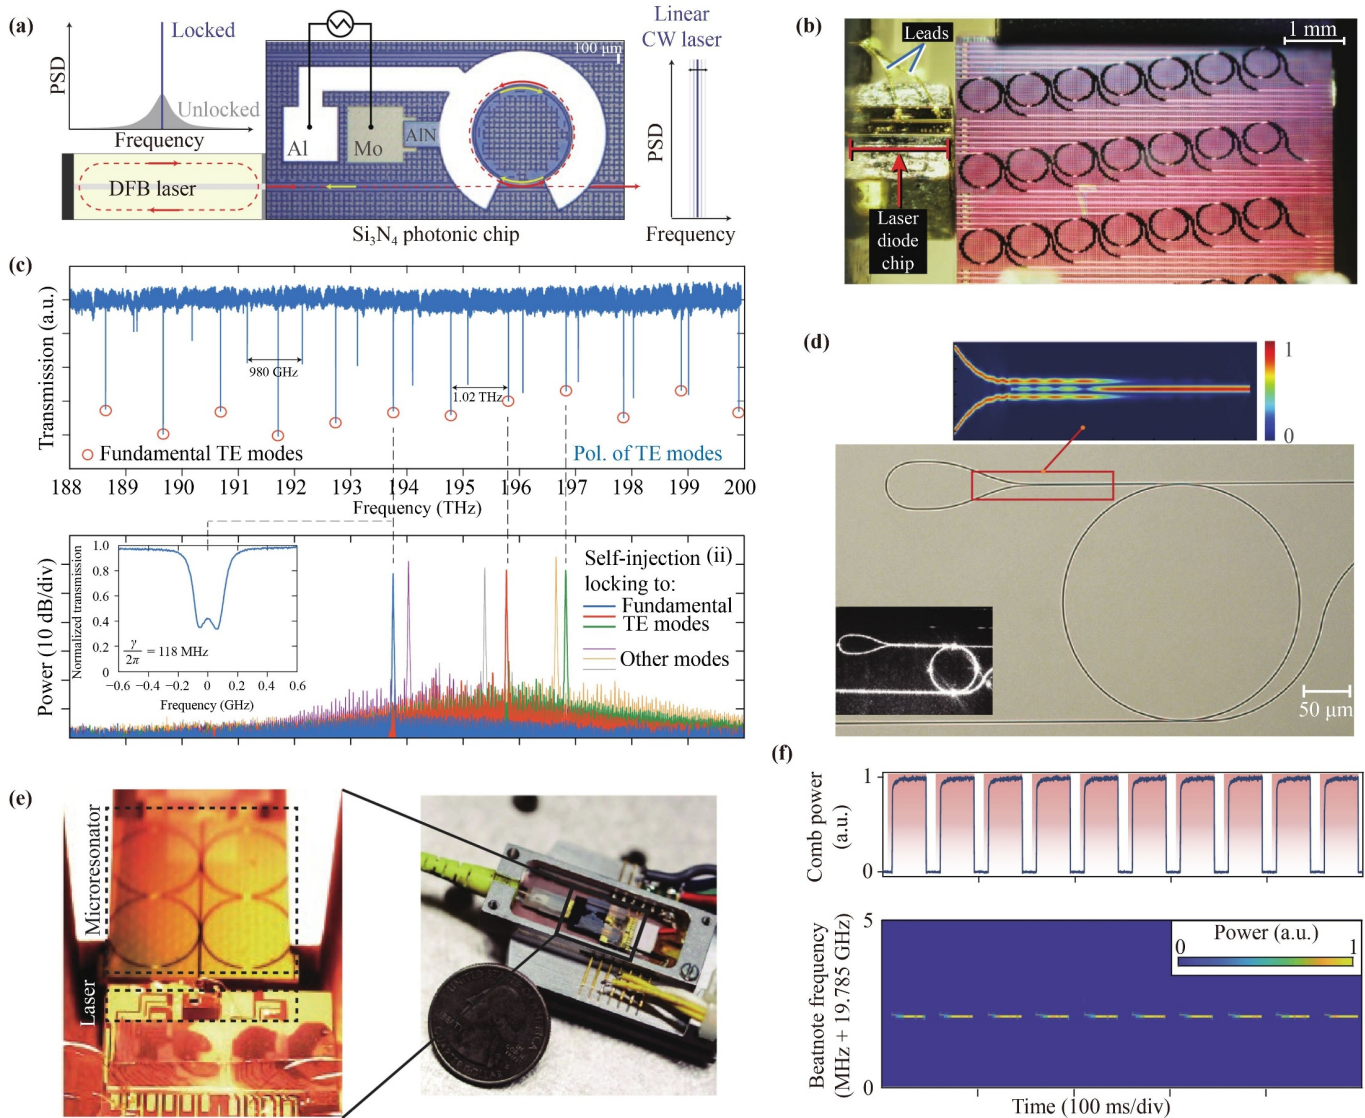 (a)
Locked
Unlocked
PSD
Frequency
DFB laser
100 μm
Al
Mo
AlN
Si₃N₄ photonic chip
Linear
CW laser
PSD
Frequency
(b)
Leads
1 mm
Laser
diode
chip
(c)
Transmission (a.u.)
980 GHz
1.02 THz
Fundamental TE modes
Pol. of TE modes
188 189 190 191 192 193 194 195 196 197 198 199 200
Frequency (THz)
Power (10 dB/div)
Normalized transmission
1.0
0.8
0.6
0.4
0.2
0
γ/2π = 118 MHz
−0.6 −0.4 −0.2 0 0.2 0.4 0.6
Frequency (GHz)
Self-injection (ii)
locking to:
Fundamental
TE modes
Other modes
(d)
1
0
50 μm
(e)
Microresonator
Laser
(f)
Comb power
(a.u.)
1
0
Beatnote frequency
(MHz + 19.785 GHz)
5
0
Power (a.u.)
0 1
Time (100 ms/div)